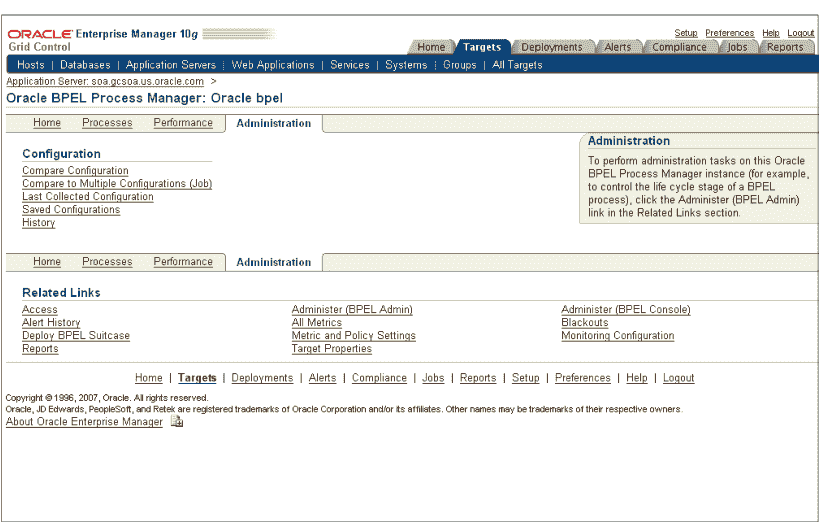 ORACLE Enterprise Manager 10g
Grid Control
Setup Preferences Help Logout
Home Targets Deployments Alerts Compliance Jobs Reports
Hosts | Databases | Application Servers | Web Applications | Services | Systems | Groups | All Targets
Application Server: soa.gcsoa.us.oracle.com >
Oracle BPEL Process Manager: Oracle bpel
Home Processes Performance Administration
Configuration
Compare Configuration
Compare to Multiple Configurations (Job)
Last Collected Configuration
Saved Configurations
History
Administration
To perform administration tasks on this Oracle
BPEL Process Manager instance (for example,
to control the life cycle stage of a BPEL
process), click the Administer (BPEL Admin)
link in the Related Links section.
Home Processes Performance Administration
Related Links
Access Administer (BPEL Admin) Administer (BPEL Console)
Alert History All Metrics Blackouts
Deploy BPEL Suitcase Metric and Policy Settings Monitoring Configuration
Reports Target Properties
Home | Targets | Deployments | Alerts | Compliance | Jobs | Reports | Setup | Preferences | Help | Logout
Copyright © 1996, 2007, Oracle. All rights reserved.
Oracle, JD Edwards, PeopleSoft, and Retek are registered trademarks of Oracle Corporation and/or its affiliates. Other names may be trademarks of their respective owners.
About Oracle Enterprise Manager